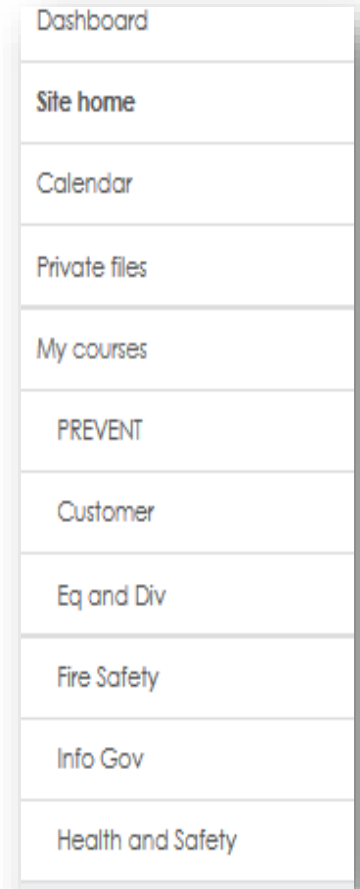 Dashboard
Site home
Calendar
Private files
My courses
PREVENT
Customer
Eq and Div
Fire Safety
Info Gov
Health and Safety